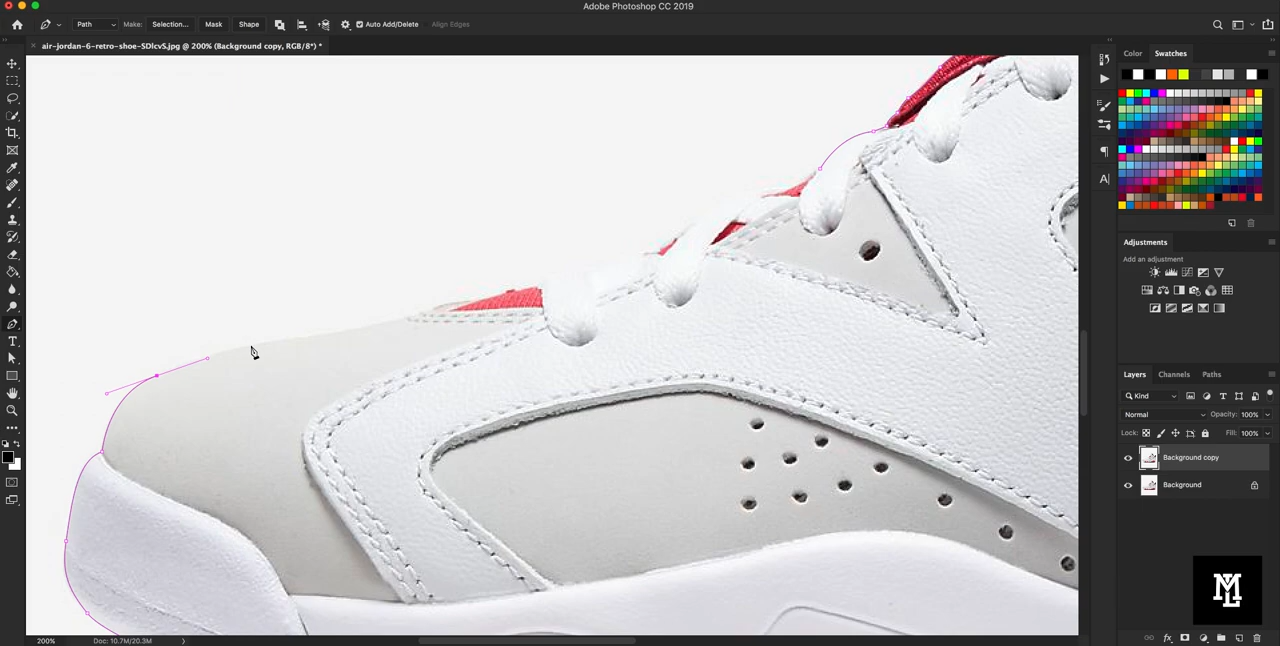 Adobe Photoshop CC 2019
Path
Make:
Selection...
Mask
Shape
Auto Add/Delete
Align Edges
× air-jordan-6-retro-shoe-SDlcvS.jpg @ 200% (Background copy, RGB/8*) *
Color
Swatches
Adjustments
Add an adjustment
Layers
Channels
Paths
Kind
Normal
Opacity: 100%
Lock:
Fill: 100%
Background copy
Background
ML
200%
Doc: 10.7M/20.3M